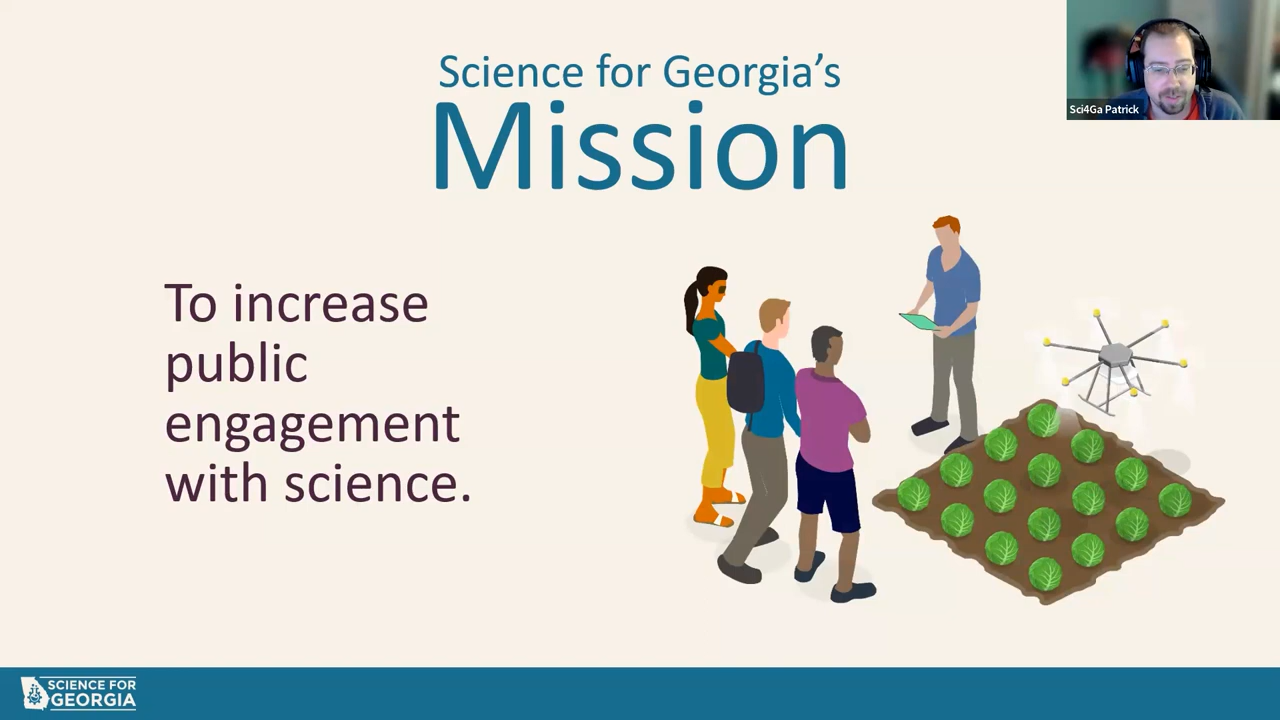 Science for Georgia's
Mission
Sci4Ga Patrick
To increase
public
engagement
with science.
SCIENCE FOR
GEORGIA